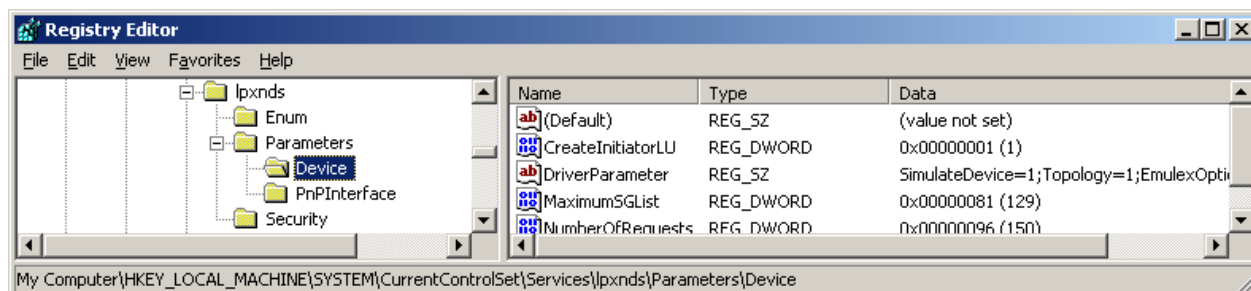 Registry Editor
File Edit View Favorites Help
lpxnds
Enum
Parameters
Device
PnPInterface
Security
Name Type Data
(Default) REG_SZ (value not set)
CreateInitiatorLU REG_DWORD 0x00000001 (1)
DriverParameter REG_SZ SimulateDevice=1;Topology=1;EmulexOpti
MaximumSGList REG_DWORD 0x00000081 (129)
NumberOfRequests REG_DWORD 0x00000096 (150)
My Computer\HKEY_LOCAL_MACHINE\SYSTEM\CurrentControlSet\Services\lpxnds\Parameters\Device